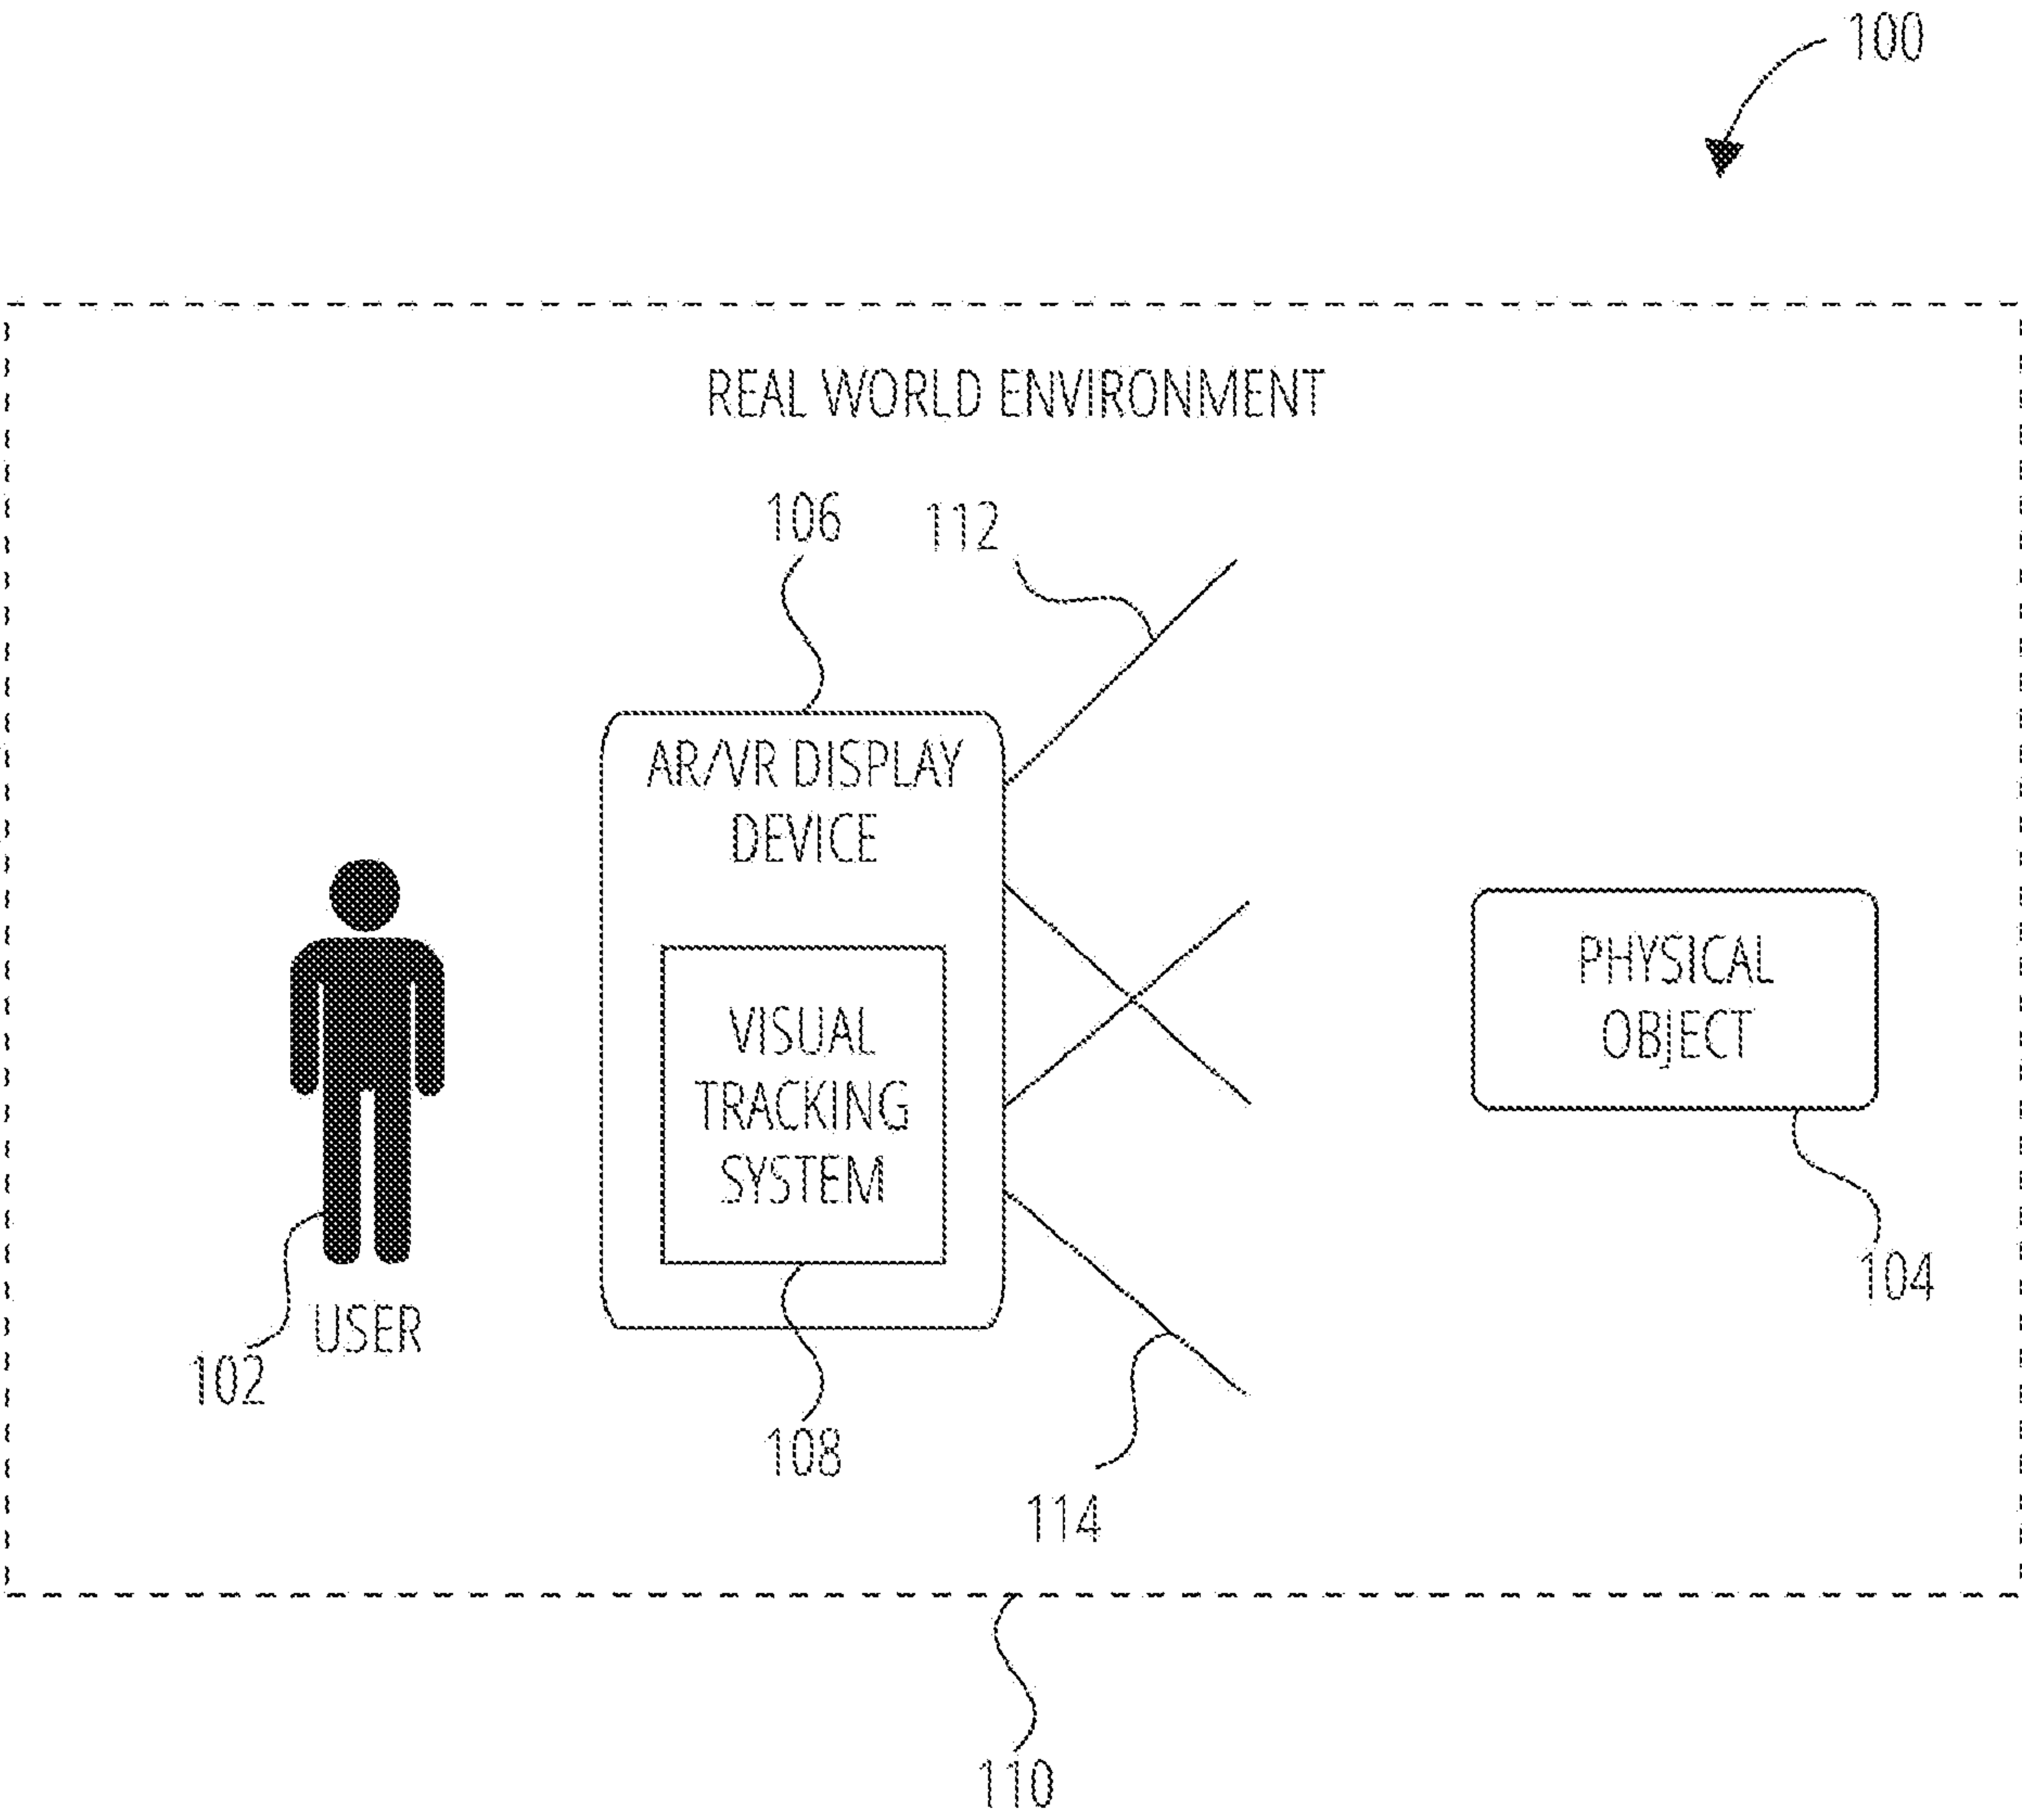 100
REAL WORLD ENVIRONMENT
106
112
AR/VR DISPLAY
DEVICE
VISUAL
TRACKING
SYSTEM
PHYSICAL
OBJECT
104
USER
102
108
114
110